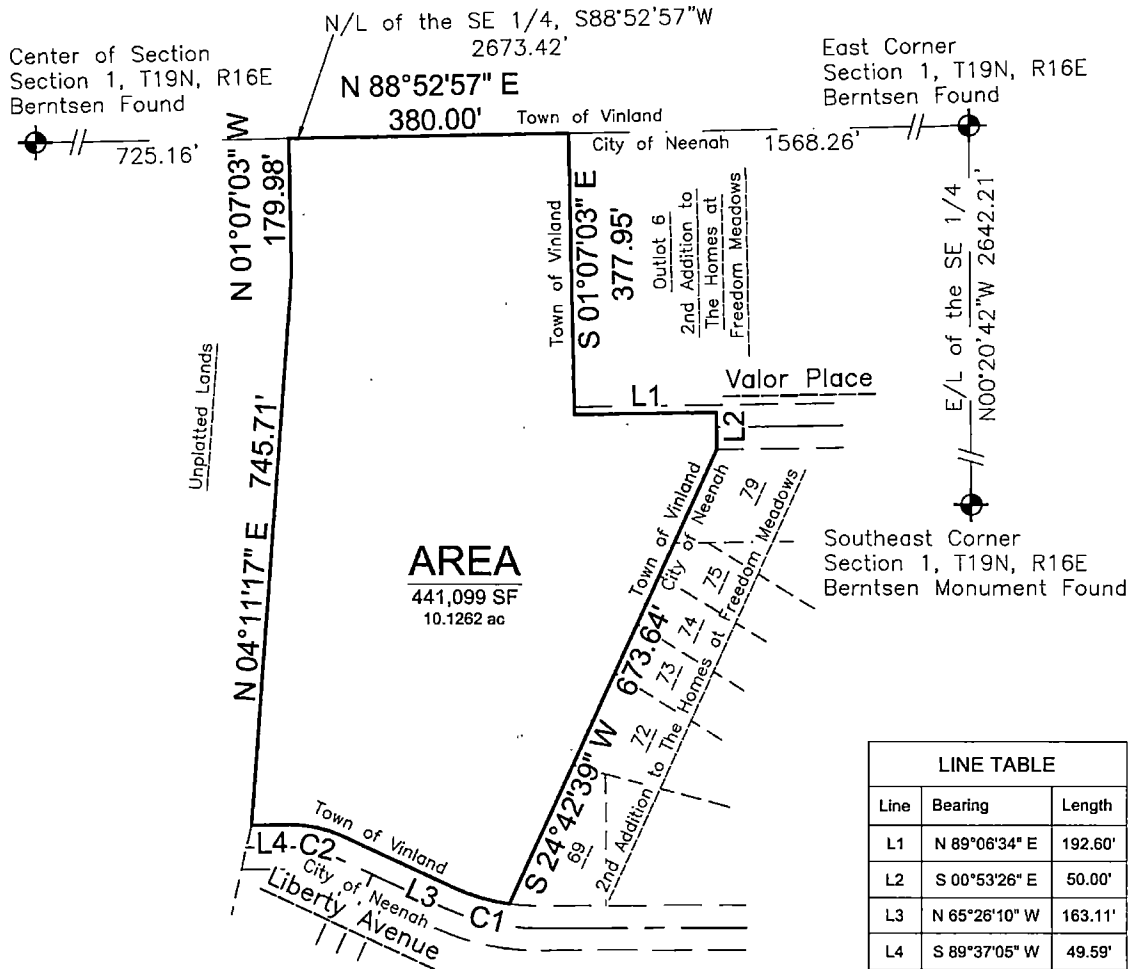 N/L of the SE 1/4, S88°52'57"W
2673.42'
Center of Section
Section 1, T19N, R16E
Berntsen Found
East Corner
Section 1, T19N, R16E
Berntsen Found
N 88°52'57" E
380.00'
Town of Vinland
City of Neenah
725.16'
1568.26'
N 01°07'03" W
179.98'
Town of Vinland
S 01°07'03" E
377.95'
Outlot 6
2nd Addition to
The Homes at
Freedom Meadows
E/L of the SE 1/4
N00°20'42"W 2642.21'
Unplatted Lands
N 04°11'17" E 745.71'
L1
Valor Place
L2
Southeast Corner
Section 1, T19N, R16E
Berntsen Monument Found
AREA
441,099 SF
10.1262 ac
Town of Vinland
City of Neenah
S 24°42'39" W 673.64'
79
75
74
73
72
69
2nd Addition to The Homes at Freedom Meadows
Town of Vinland
L4
C2
L3
C1
City of Neenah
Liberty Avenue
LINE TABLE
Line Bearing Length
L1 N 89°06'34" E 192.60'
L2 S 00°53'26" E 50.00'
L3 N 65°26'10" W 163.11'
L4 S 89°37'05" W 49.59'